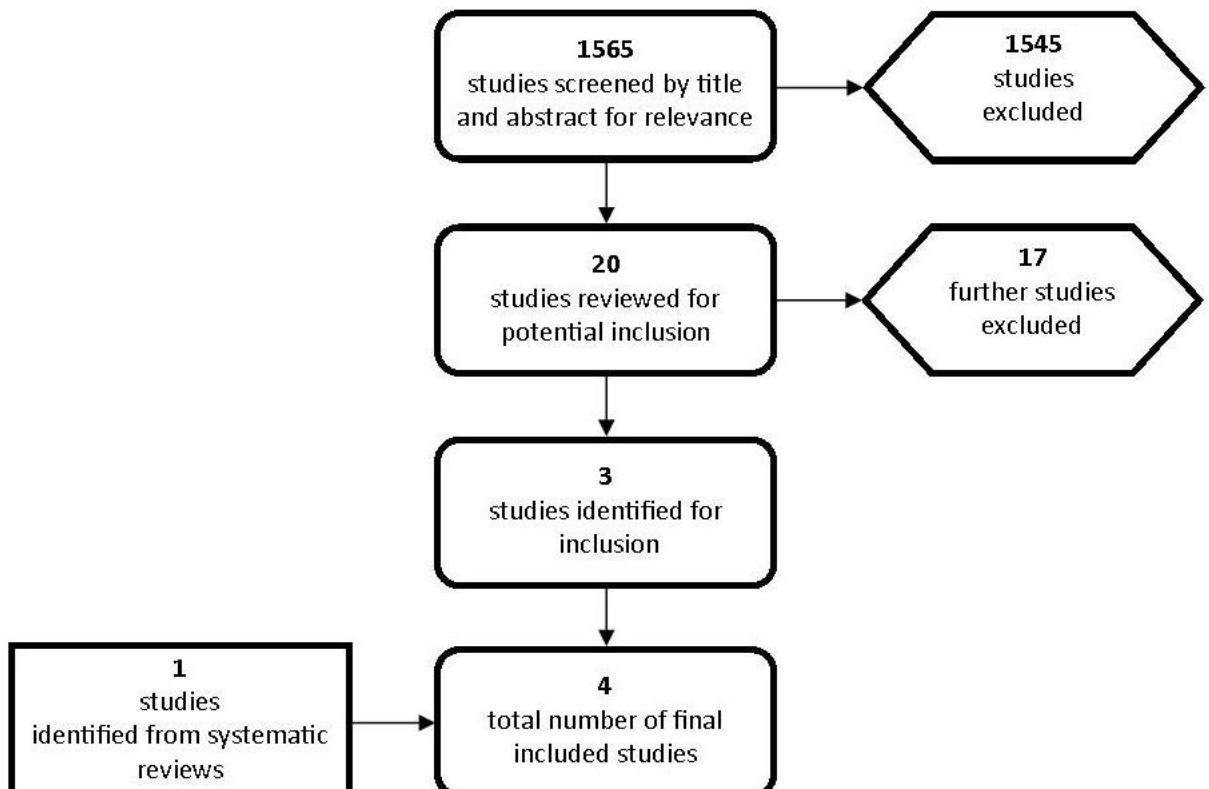 1565
studies screened by title
and abstract for relevance
1545
studies
excluded
20
studies reviewed for
potential inclusion
17
further studies
excluded
3
studies identified for
inclusion
1
studies
identified from systematic
reviews
4
total number of final
included studies